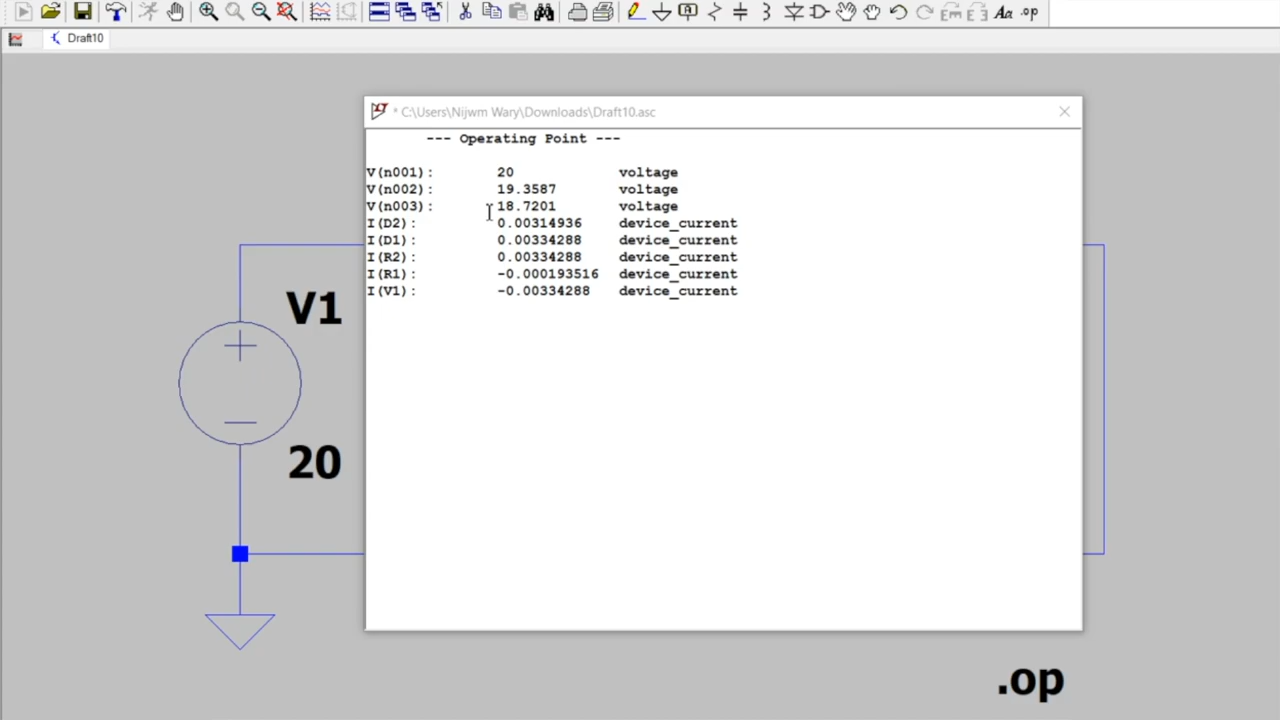 Aa .op
Draft10
* C:\Users\Nijwm Wary\Downloads\Draft10.asc
--- Operating Point ---
V(n001): 20 voltage
V(n002): 19.3587 voltage
V(n003): 18.7201 voltage
I(D2): 0.00314936 device_current
I(D1): 0.00334288 device_current
I(R2): 0.00334288 device_current
I(R1): -0.000193516 device_current
I(V1): -0.00334288 device_current
V1
20
.op